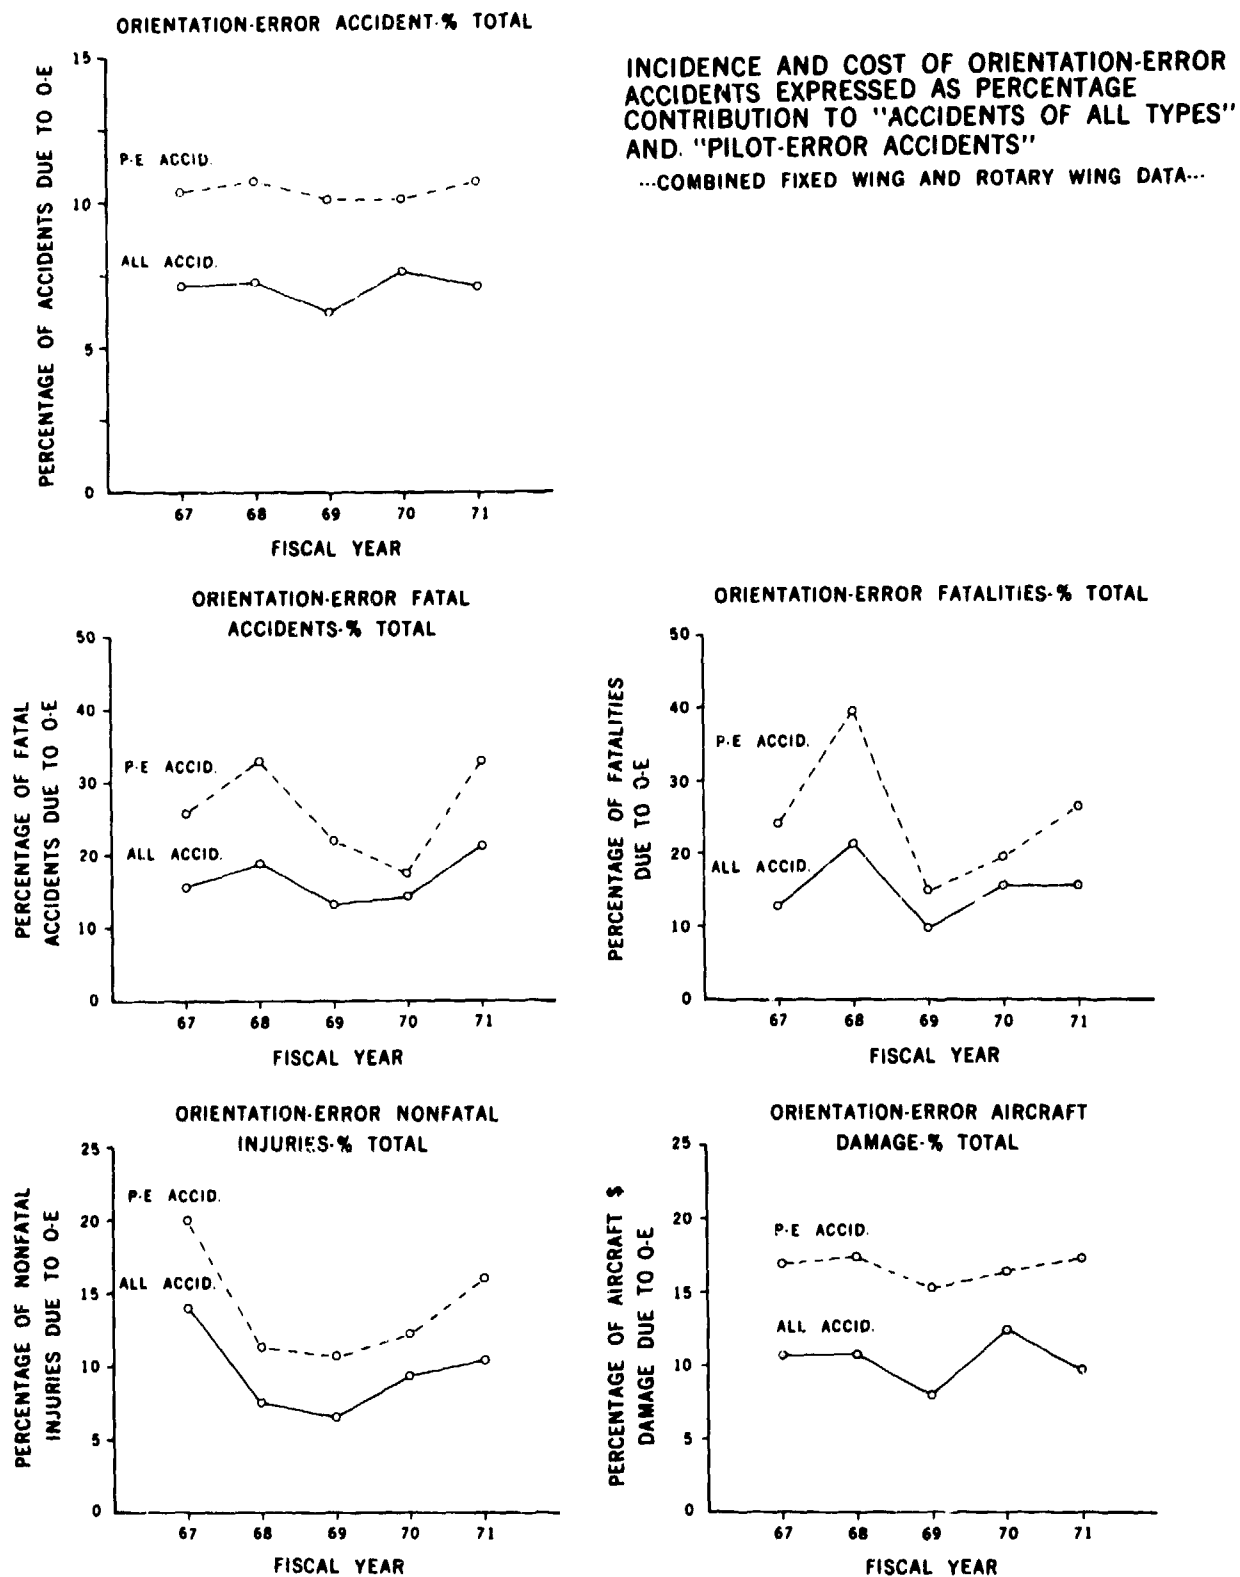 ORIENTATION-ERROR ACCIDENT-% TOTAL
INCIDENCE AND COST OF ORIENTATION-ERROR
ACCIDENTS EXPRESSED AS PERCENTAGE
CONTRIBUTION TO "ACCIDENTS OF ALL TYPES"
AND. "PILOT-ERROR ACCIDENTS"
---COMBINED FIXED WING AND ROTARY WING DATA---
PERCENTAGE OF ACCIDENTS DUE TO O-E
15
10
5
0
P-E ACCID.
ALL ACCID.
67 68 69 70 71
FISCAL YEAR
ORIENTATION-ERROR FATAL
ACCIDENTS-% TOTAL
PERCENTAGE OF FATAL
ACCIDENTS DUE TO O-E
50
40
30
20
10
0
P-E ACCID.
ALL ACCID.
67 68 69 70 71
FISCAL YEAR
ORIENTATION-ERROR FATALITIES-% TOTAL
PERCENTAGE OF FATALITIES
DUE TO O-E
50
40
30
20
10
0
P-E ACCID.
ALL ACCID.
67 68 69 70 71
FISCAL YEAR
ORIENTATION-ERROR NONFATAL
INJURIES-% TOTAL
PERCENTAGE OF NONFATAL
INJURIES DUE TO O-E
25
20
15
10
5
0
P-E ACCID.
ALL ACCID.
67 68 69 70 71
FISCAL YEAR
ORIENTATION-ERROR AIRCRAFT
DAMAGE-% TOTAL
PERCENTAGE OF AIRCRAFT $
DAMAGE DUE TO O-E
25
20
15
10
5
0
P-E ACCID.
ALL ACCID.
67 68 69 70 71
FISCAL YEAR